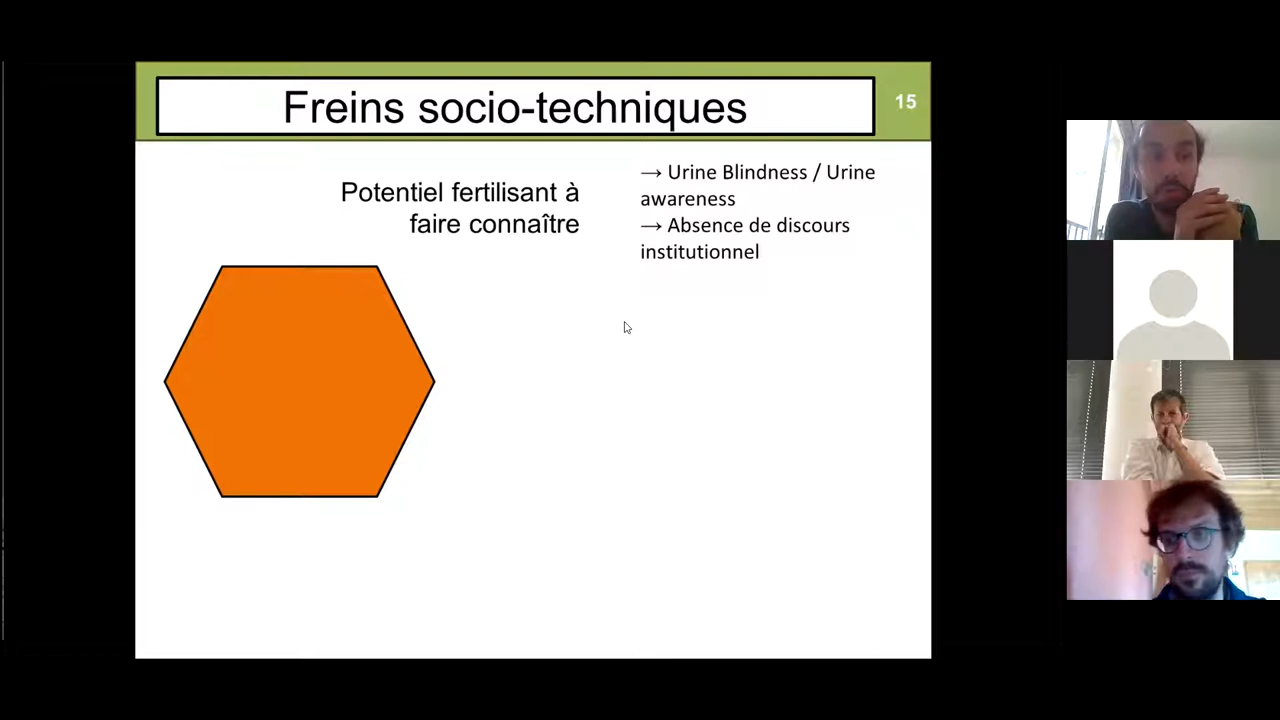 Freins socio-techniques
15
Potentiel fertilisant à
faire connaître
→ Urine Blindness / Urine
awareness
→ Absence de discours
institutionnel